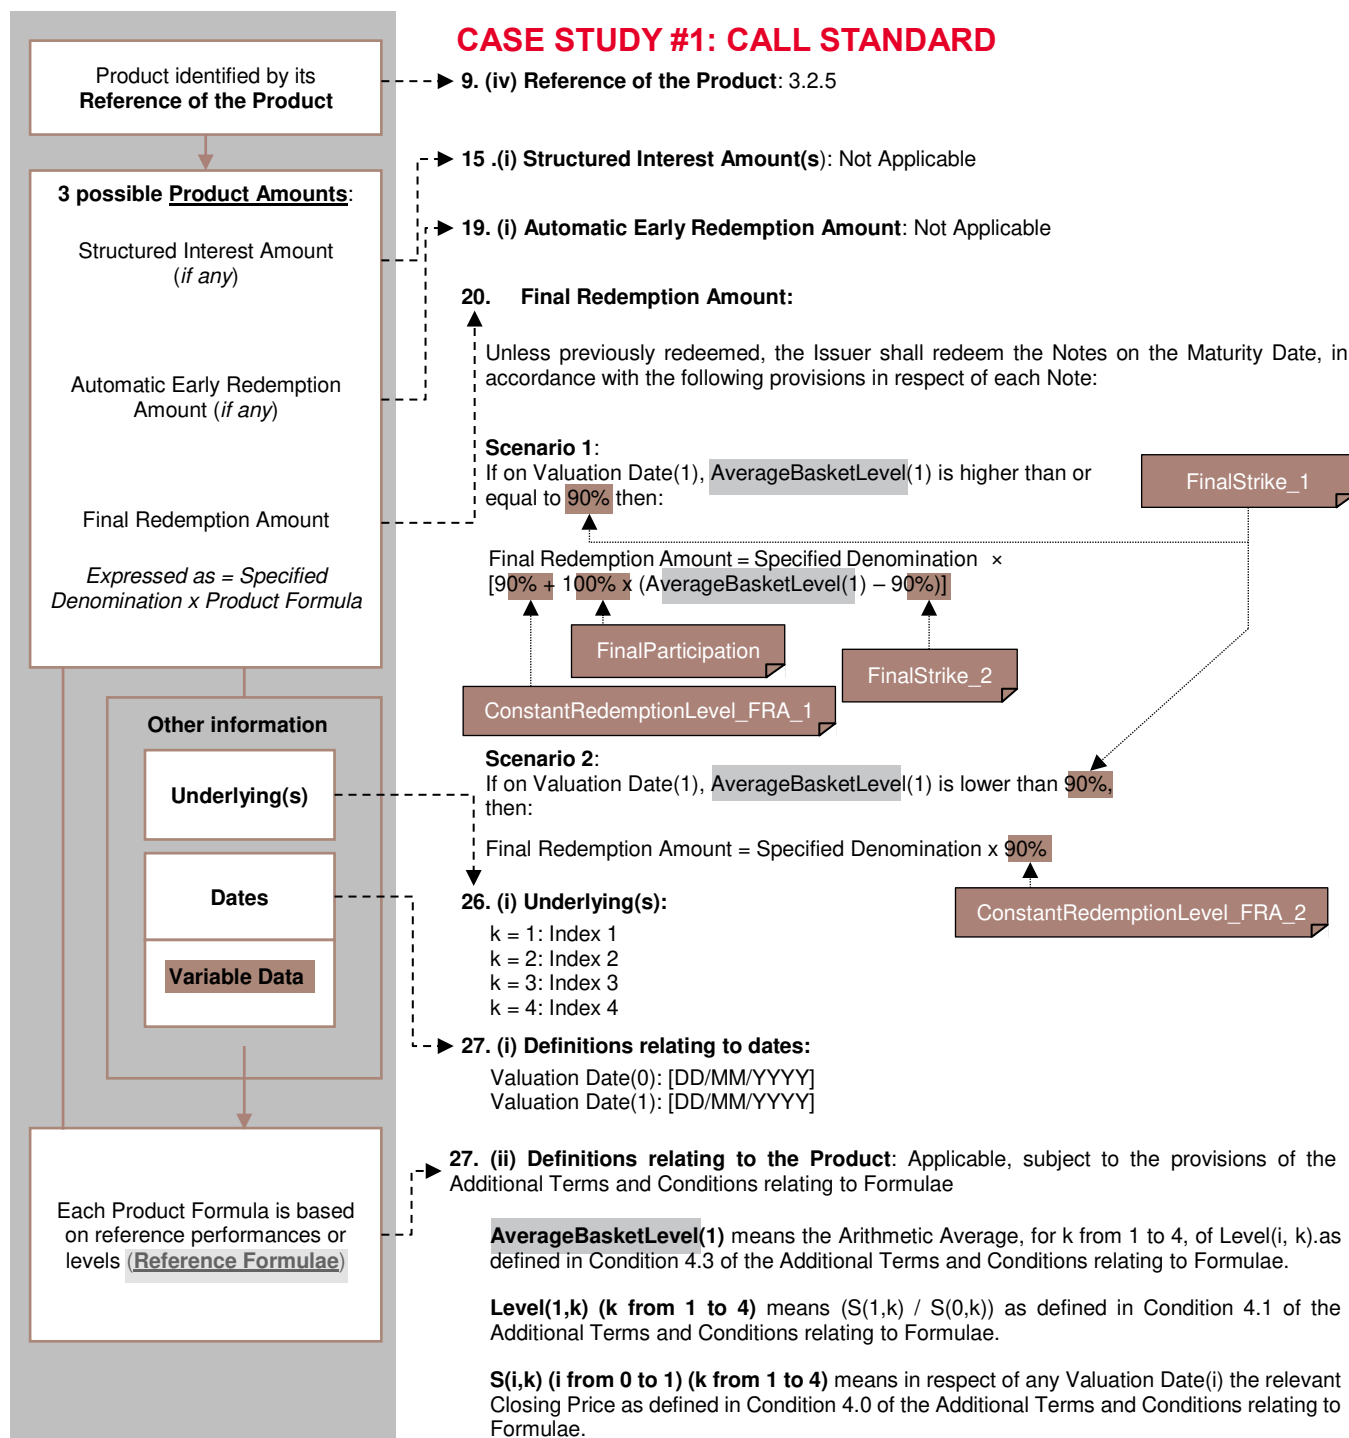 CASE STUDY #1: CALL STANDARD
Product identified by its
Reference of the Product
9. (iv) Reference of the Product: 3.2.5
3 possible Product Amounts:
Structured Interest Amount
(if any)
Automatic Early Redemption
Amount (if any)
Final Redemption Amount
Expressed as = Specified
Denomination x Product Formula
15 .(i) Structured Interest Amount(s): Not Applicable
19. (i) Automatic Early Redemption Amount: Not Applicable
20. Final Redemption Amount:
Unless previously redeemed, the Issuer shall redeem the Notes on the Maturity Date, in
accordance with the following provisions in respect of each Note:
Scenario 1:
If on Valuation Date(1), AverageBasketLevel(1) is higher than or
equal to 90% then:
FinalStrike_1
Final Redemption Amount = Specified Denomination ×
[90% + 100% x (AverageBasketLevel(1) – 90%)]
FinalParticipation
FinalStrike_2
ConstantRedemptionLevel_FRA_1
Scenario 2:
If on Valuation Date(1), AverageBasketLevel(1) is lower than 90%,
then:
Final Redemption Amount = Specified Denomination x 90%
ConstantRedemptionLevel_FRA_2
Other information
Underlying(s)
Dates
Variable Data
26. (i) Underlying(s):
k = 1: Index 1
k = 2: Index 2
k = 3: Index 3
k = 4: Index 4
27. (i) Definitions relating to dates:
Valuation Date(0): [DD/MM/YYYY]
Valuation Date(1): [DD/MM/YYYY]
Each Product Formula is based
on reference performances or
levels (Reference Formulae)
27. (ii) Definitions relating to the Product: Applicable, subject to the provisions of the
Additional Terms and Conditions relating to Formulae
AverageBasketLevel(1) means the Arithmetic Average, for k from 1 to 4, of Level(i, k).as
defined in Condition 4.3 of the Additional Terms and Conditions relating to Formulae.
Level(1,k) (k from 1 to 4) means (S(1,k) / S(0,k)) as defined in Condition 4.1 of the
Additional Terms and Conditions relating to Formulae.
S(i,k) (i from 0 to 1) (k from 1 to 4) means in respect of any Valuation Date(i) the relevant
Closing Price as defined in Condition 4.0 of the Additional Terms and Conditions relating to
Formulae.